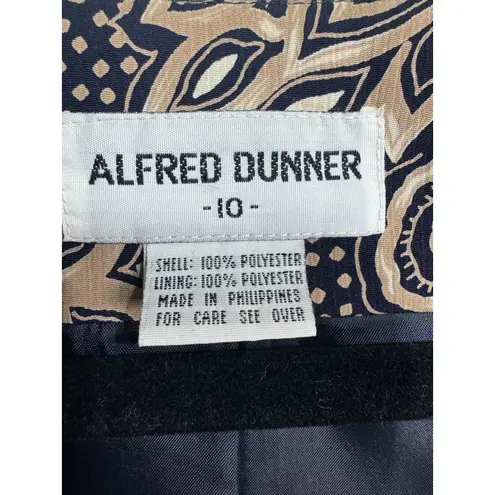 ALFRED DUNNER
- 10 -
SHELL: 100% POLYESTER
LINING: 100% POLYESTER
MADE IN PHILIPPINES
FOR CARE SEE OVER